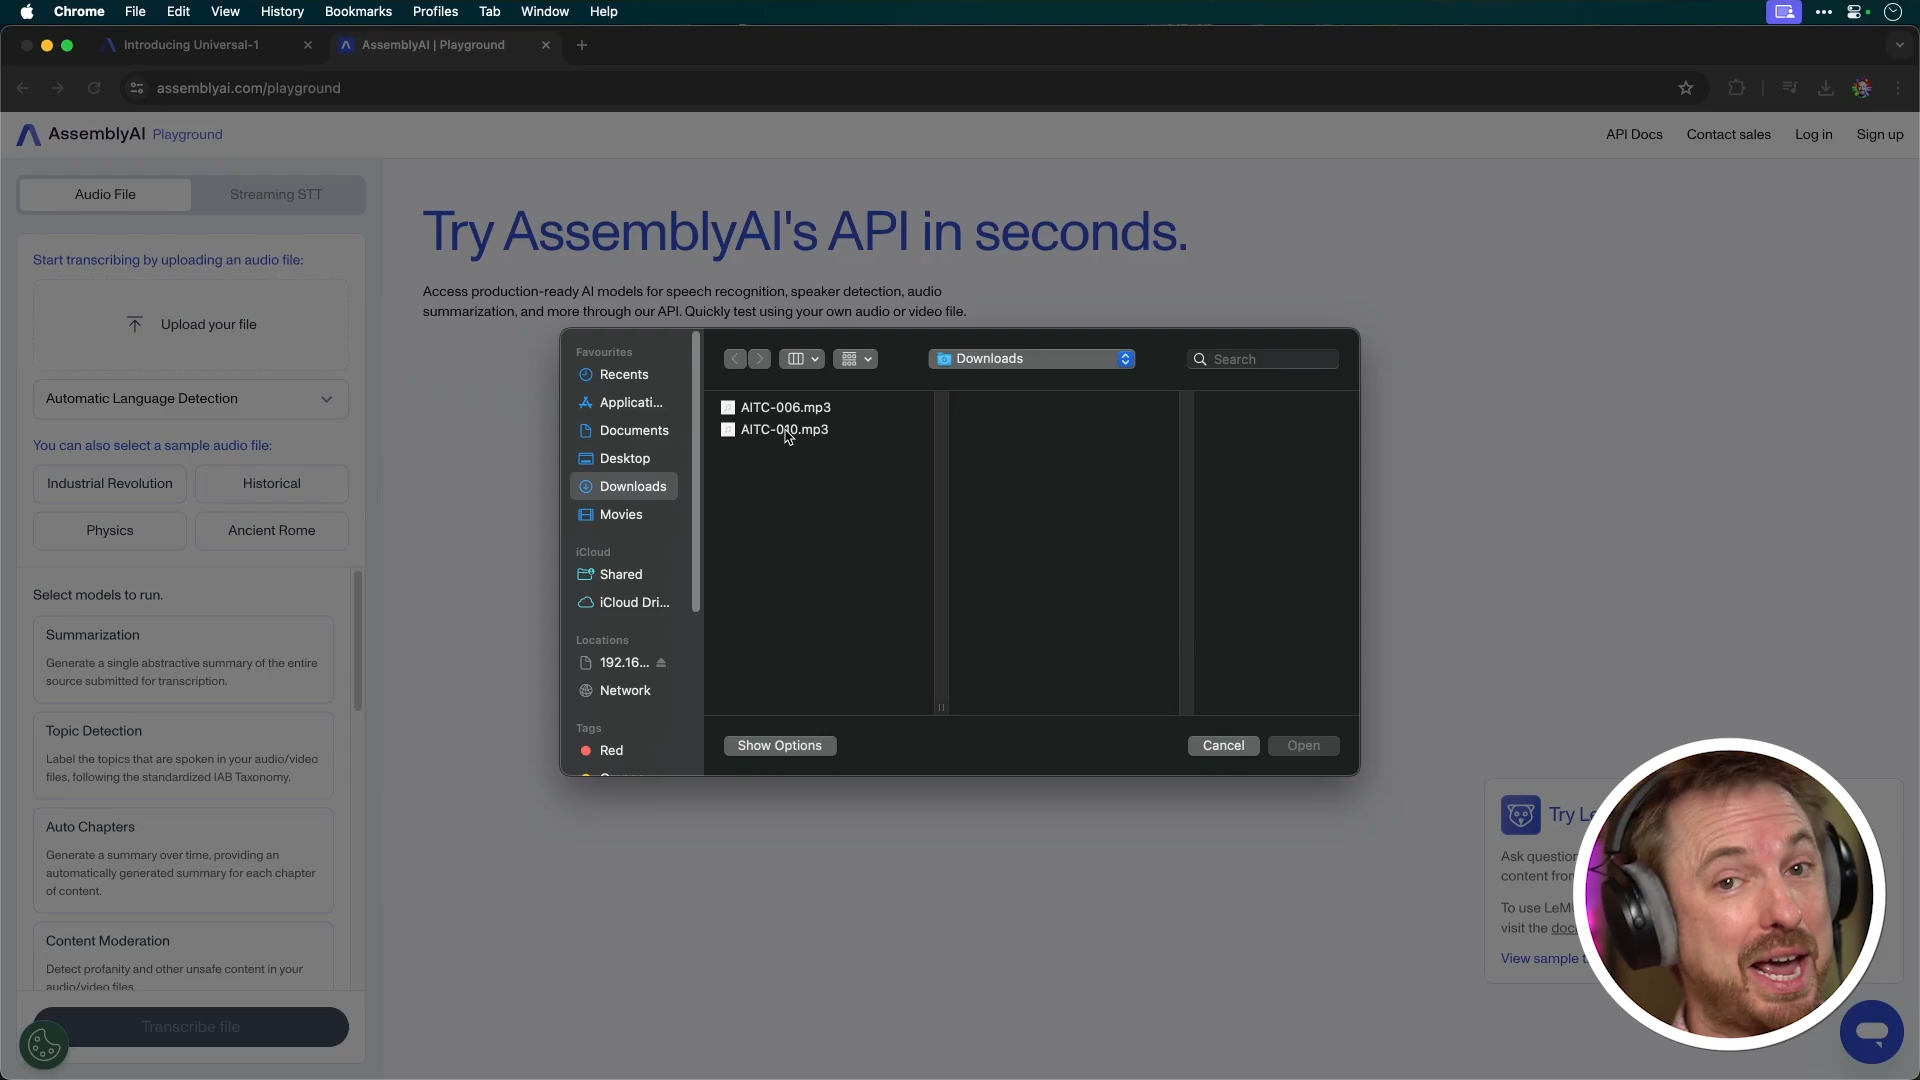 Chrome File Edit View History Bookmarks Profiles Tab Window Help
Introducing Universal-1
AssemblyAI | Playground
assemblyai.com/playground
AssemblyAI Playground
API Docs
Contact sales
Log in
Sign up
Audio File
Streaming STT
Start transcribing by uploading an audio file:
Upload your file
Automatic Language Detection
You can also select a sample audio file:
Industrial Revolution
Historical
Physics
Ancient Rome
Select models to run.
Summarization
Generate a single abstractive summary of the entire
source submitted for transcription.
Topic Detection
Label the topics that are spoken in your audio/video
files, following the standardized IAB Taxonomy.
Auto Chapters
Generate a summary over time, providing an
automatically generated summary for each chapter
of content.
Content Moderation
Detect profanity and other unsafe content in your
audio/video files.
Transcribe file
Try AssemblyAI's API in seconds.
Access production-ready AI models for speech recognition, speaker detection, audio
summarization, and more through our API. Quickly test using your own audio or video file.
Favourites
Recents
Applicati...
Documents
Desktop
Downloads
Movies
iCloud
Shared
iCloud Dri...
Locations
192.16...
Network
Tags
Red
Downloads
Search
AITC-006.mp3
AITC-010.mp3
Show Options
Cancel
Open
Try Le
Ask question
content from
To use LeM
visit the doc
View sample